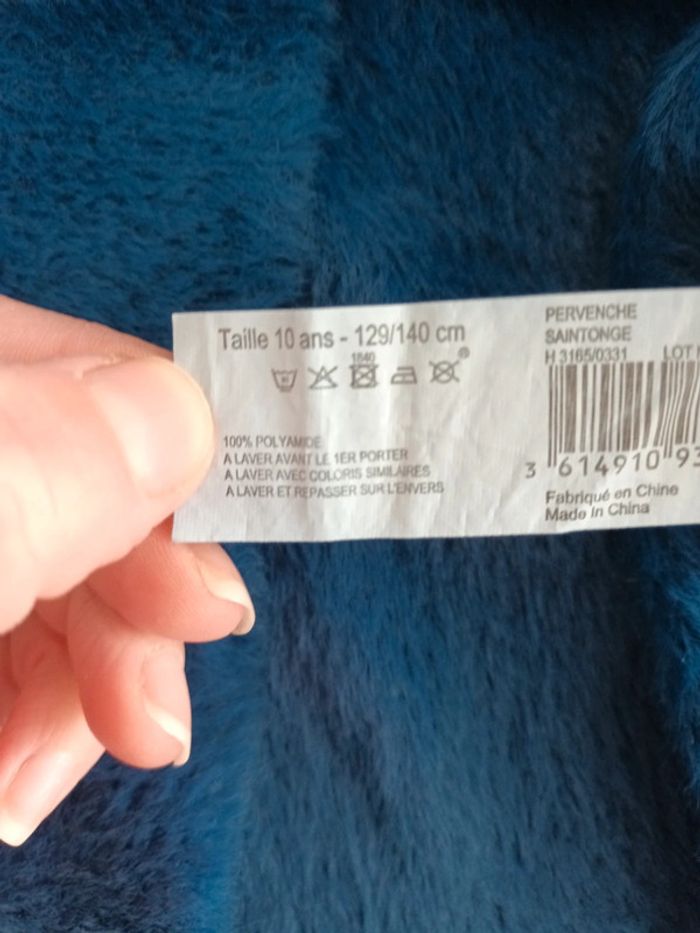 Taille 10 ans - 129/140 cm
1840
100% POLYAMIDE
A LAVER AVANT LE 1ER PORTER
A LAVER AVEC COLORIS SIMILAIRES
A LAVER ET REPASSER SUR L'ENVERS
PERVENCHE
SAINTONGE
H 3165/0331 LOT
3 614910 93
Fabriqué en Chine
Made In China